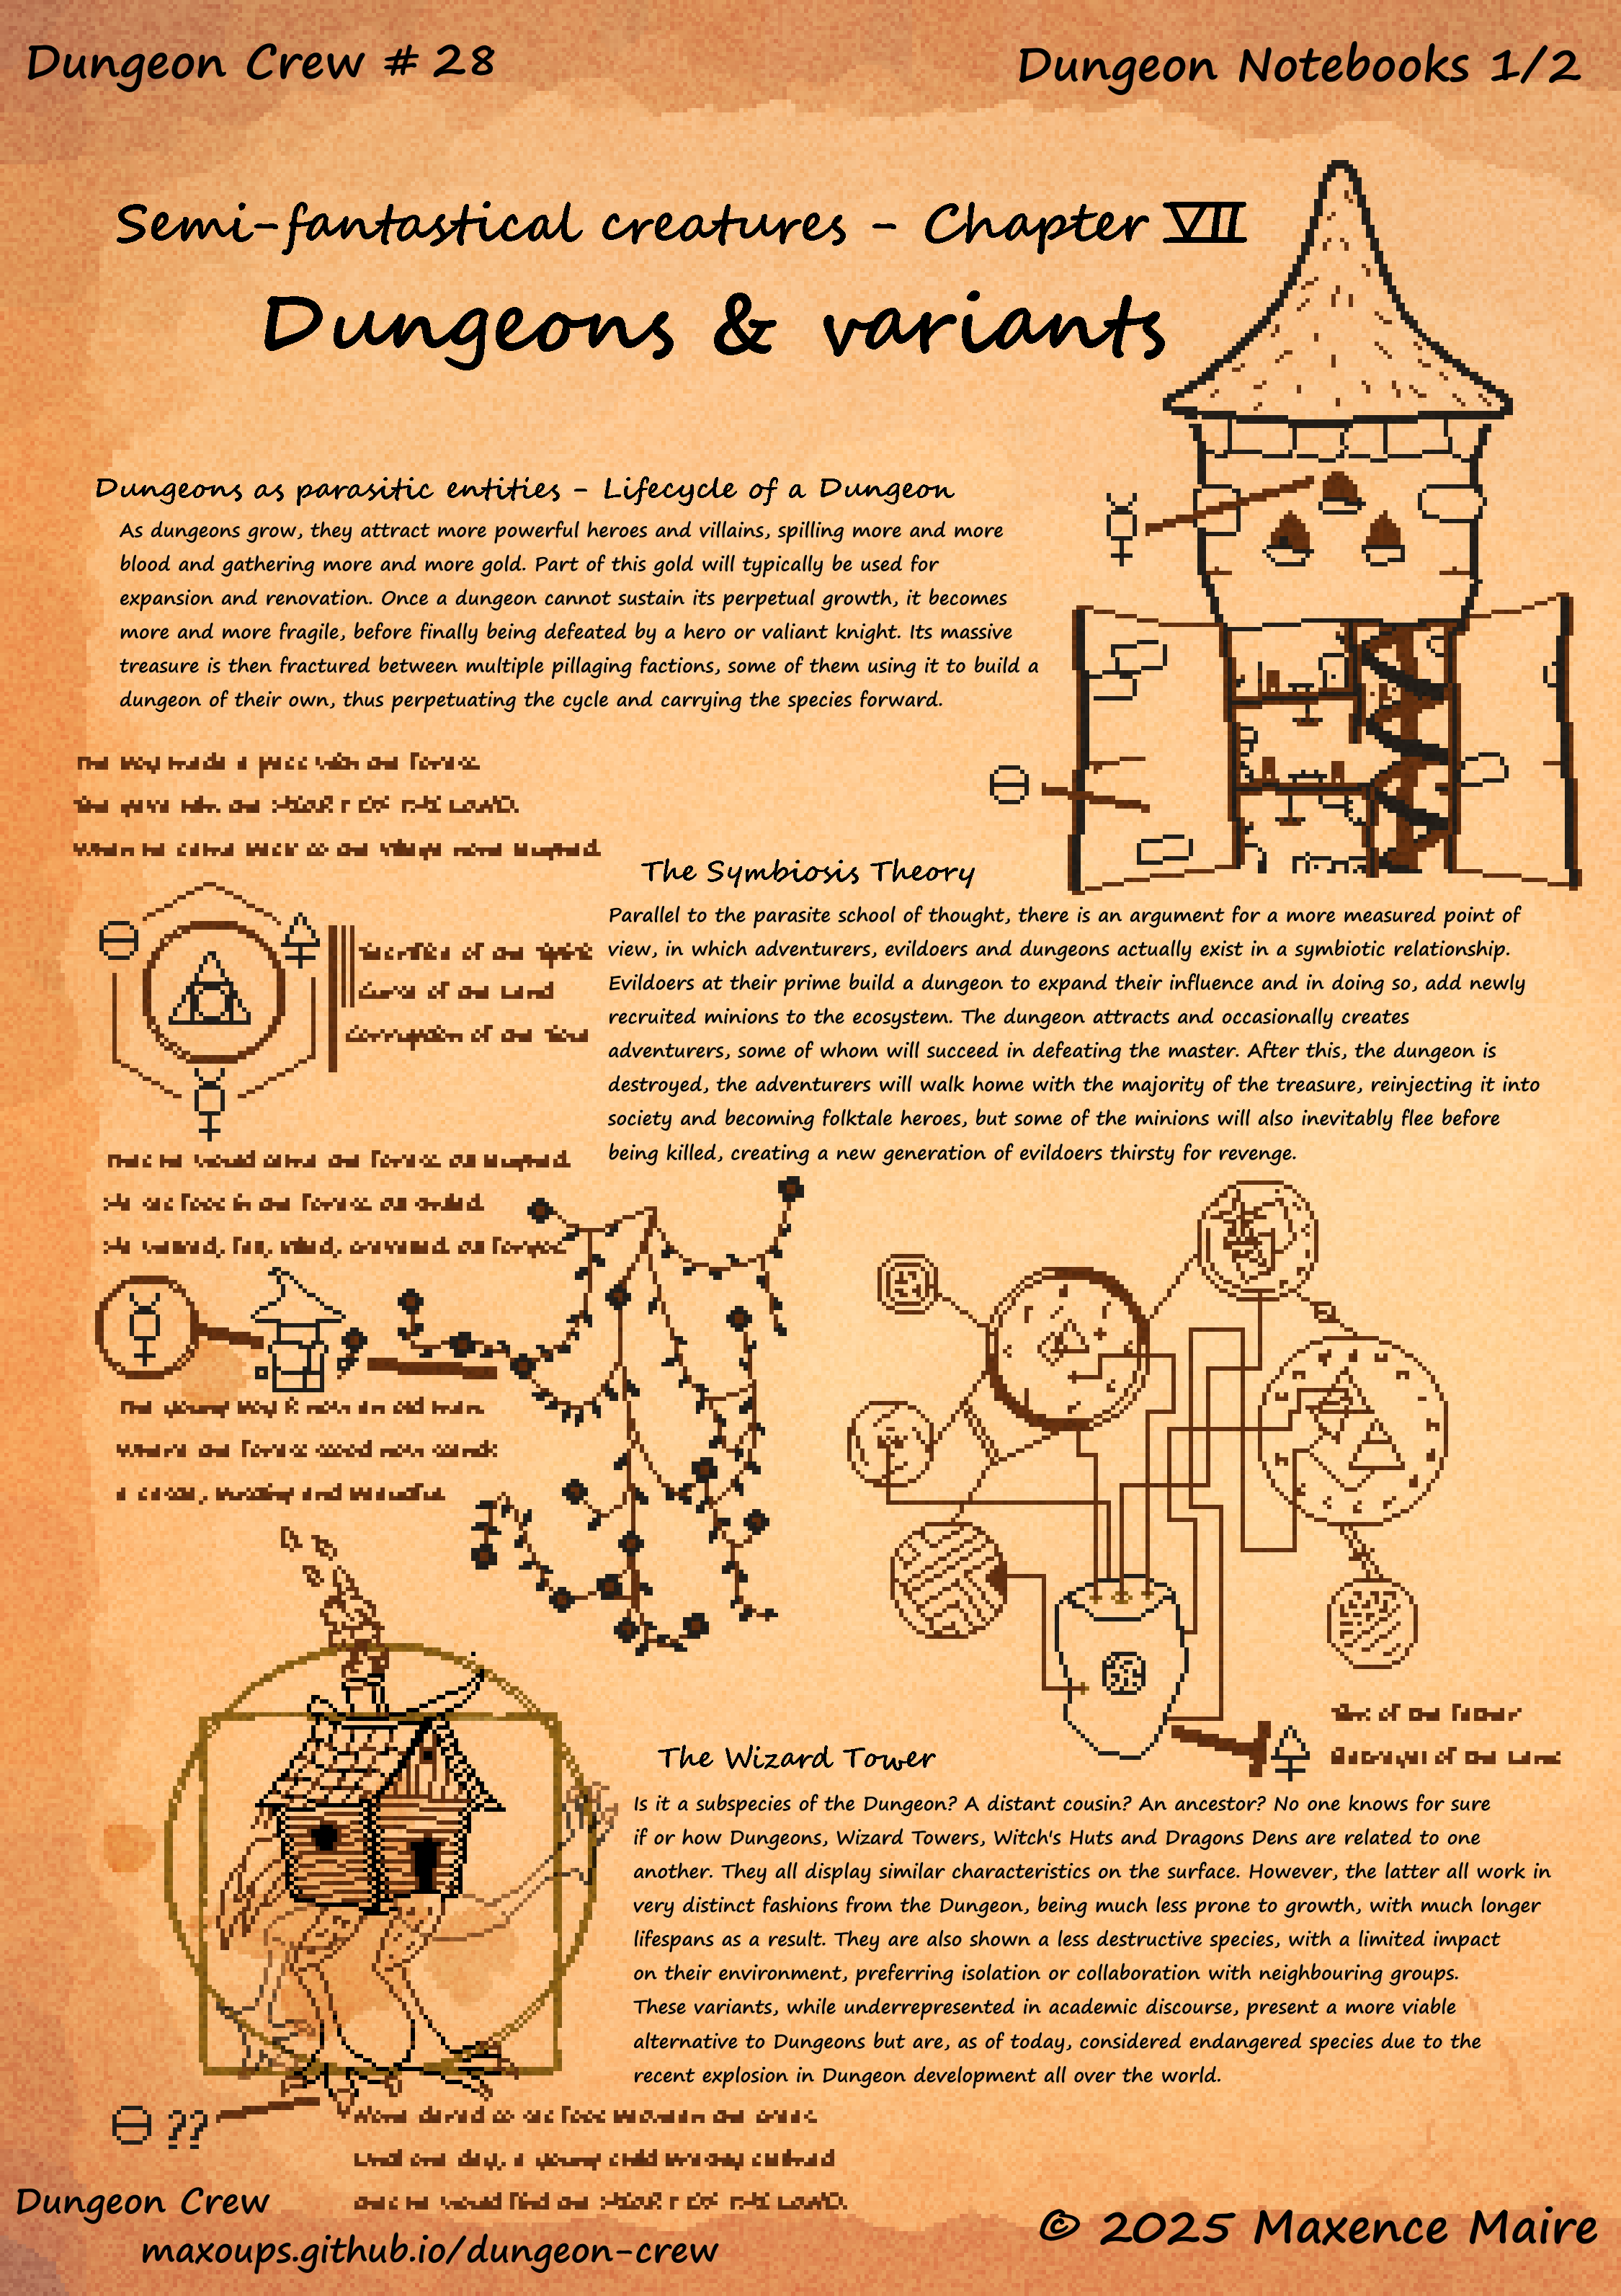 Dungeon Crew # 28
Dungeon Notebooks 1/2
Semi-fantastical creatures - Chapter VII
Dungeons & variants
Dungeons as parasitic entities - Lifecycle of a Dungeon
As dungeons grow, they attract more powerful heroes and villains, spilling more and more
blood and gathering more and more gold. Part of this gold will typically be used for
expansion and renovation. Once a dungeon cannot sustain its perpetual growth, it becomes
more and more fragile, before finally being defeated by a hero or valiant knight. Its massive
treasure is then fractured between multiple pillaging factions, some of them using it to build a
dungeon of their own, thus perpetuating the cycle and carrying the species forward.
The Symbiosis Theory
Parallel to the parasite school of thought, there is an argument for a more measured point of
view, in which adventurers, evildoers and dungeons actually exist in a symbiotic relationship.
Evildoers at their prime build a dungeon to expand their influence and in doing so, add newly
recruited minions to the ecosystem. The dungeon attracts and occasionally creates
adventurers, some of whom will succeed in defeating the master. After this, the dungeon is
destroyed, the adventurers will walk home with the majority of the treasure, reinjecting it into
society and becoming folktale heroes, but some of the minions will also inevitably flee before
being killed, creating a new generation of evildoers thirsty for revenge.
of the Land
of the
The young boy is now an old man.
The Wizard Tower
Is it a subspecies of the Dungeon? A distant cousin? An ancestor? No one knows for sure
if or how Dungeons, Wizard Towers, Witch's Huts and Dragons Dens are related to one
another. They all display similar characteristics on the surface. However, the latter all work in
very distinct fashions from the Dungeon, being much less prone to growth, with much longer
lifespans as a result. They are also shown a less destructive species, with a limited impact
on their environment, preferring isolation or collaboration with neighbouring groups.
These variants, while underrepresented in academic discourse, present a more viable
alternative to Dungeons but are, as of today, considered endangered species due to the
recent explosion in Dungeon development all over the world.
??
until one day, a young child
Dungeon Crew
maxoups.github.io/dungeon-crew
© 2025 Maxence Maire